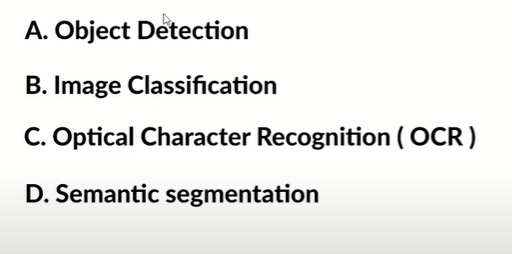 A. Object Detection
B. Image Classification
C. Optical Character Recognition ( OCR )
D. Semantic segmentation